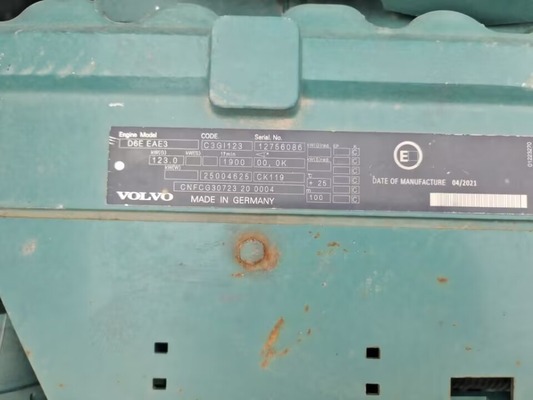 Engine Model CODE Serial. No.
D6E EAE3 C3GI123 12756086
123.0 1900 00,0K
25004625 CK119 + 25
CNFCG30723 20 0004 100
VOLVO MADE IN GERMANY
E
DATE OF MANUFACTURE 04/2021